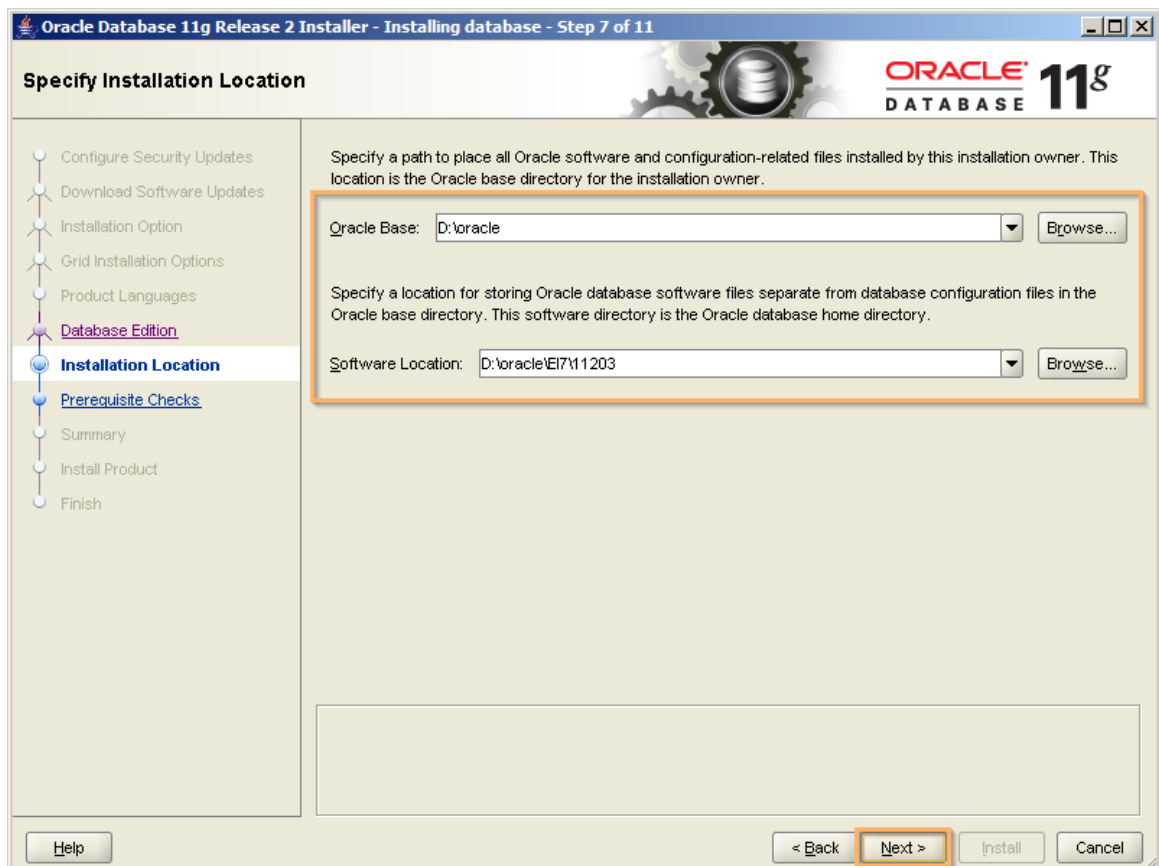 Oracle Database 11g Release 2 Installer - Installing database - Step 7 of 11
Specify Installation Location
ORACLE
DATABASE
11g
Configure Security Updates
Download Software Updates
Installation Option
Grid Installation Options
Product Languages
Database Edition
Installation Location
Prerequisite Checks
Summary
Install Product
Finish
Specify a path to place all Oracle software and configuration-related files installed by this installation owner. This
location is the Oracle base directory for the installation owner.
Oracle Base: D:\oracle Browse...
Specify a location for storing Oracle database software files separate from database configuration files in the
Oracle base directory. This software directory is the Oracle database home directory.
Software Location: D:\oracle\EI7\11203 Browse...
Help < Back Next > Install Cancel